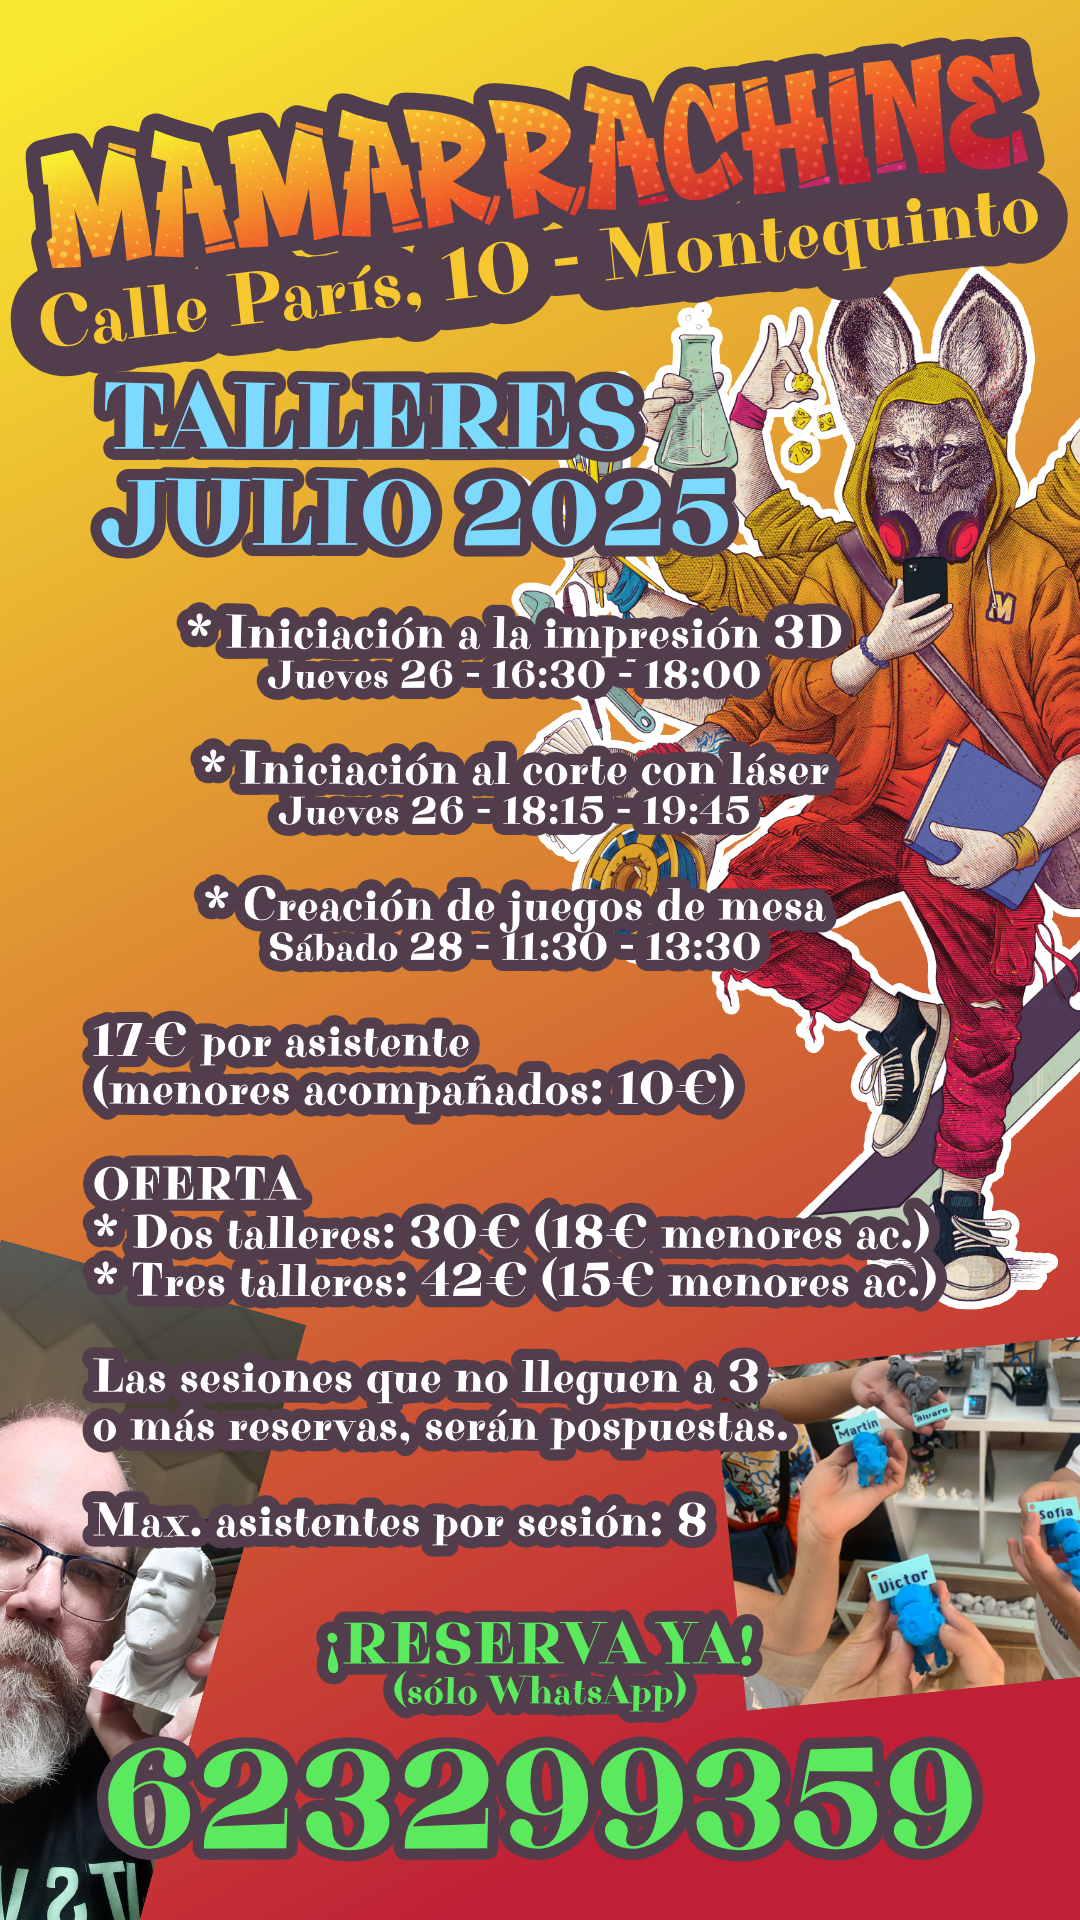 MAMARRACHINE
Calle París, 10 - Montequinto
TALLERES
JULIO 2025
* Iniciación a la impresión 3D
Jueves 26 - 16:30 - 18:00
* Iniciación al corte con láser
Jueves 26 - 18:15 - 19:45
* Creación de juegos de mesa
Sábado 28 - 11:30 - 13:30
17€ por asistente
(menores acompañados: 10€)
OFERTA
* Dos talleres: 30€ (18€ menores ac.)
* Tres talleres: 42€ (15€ menores ac.)
Las sesiones que no lleguen a 3
o más reservas, serán pospuestas.
Max. asistentes por sesión: 8
Alvaro
Martin
Sofia
Victor
¡RESERVA YA!
(sólo WhatsApp)
623299359
M